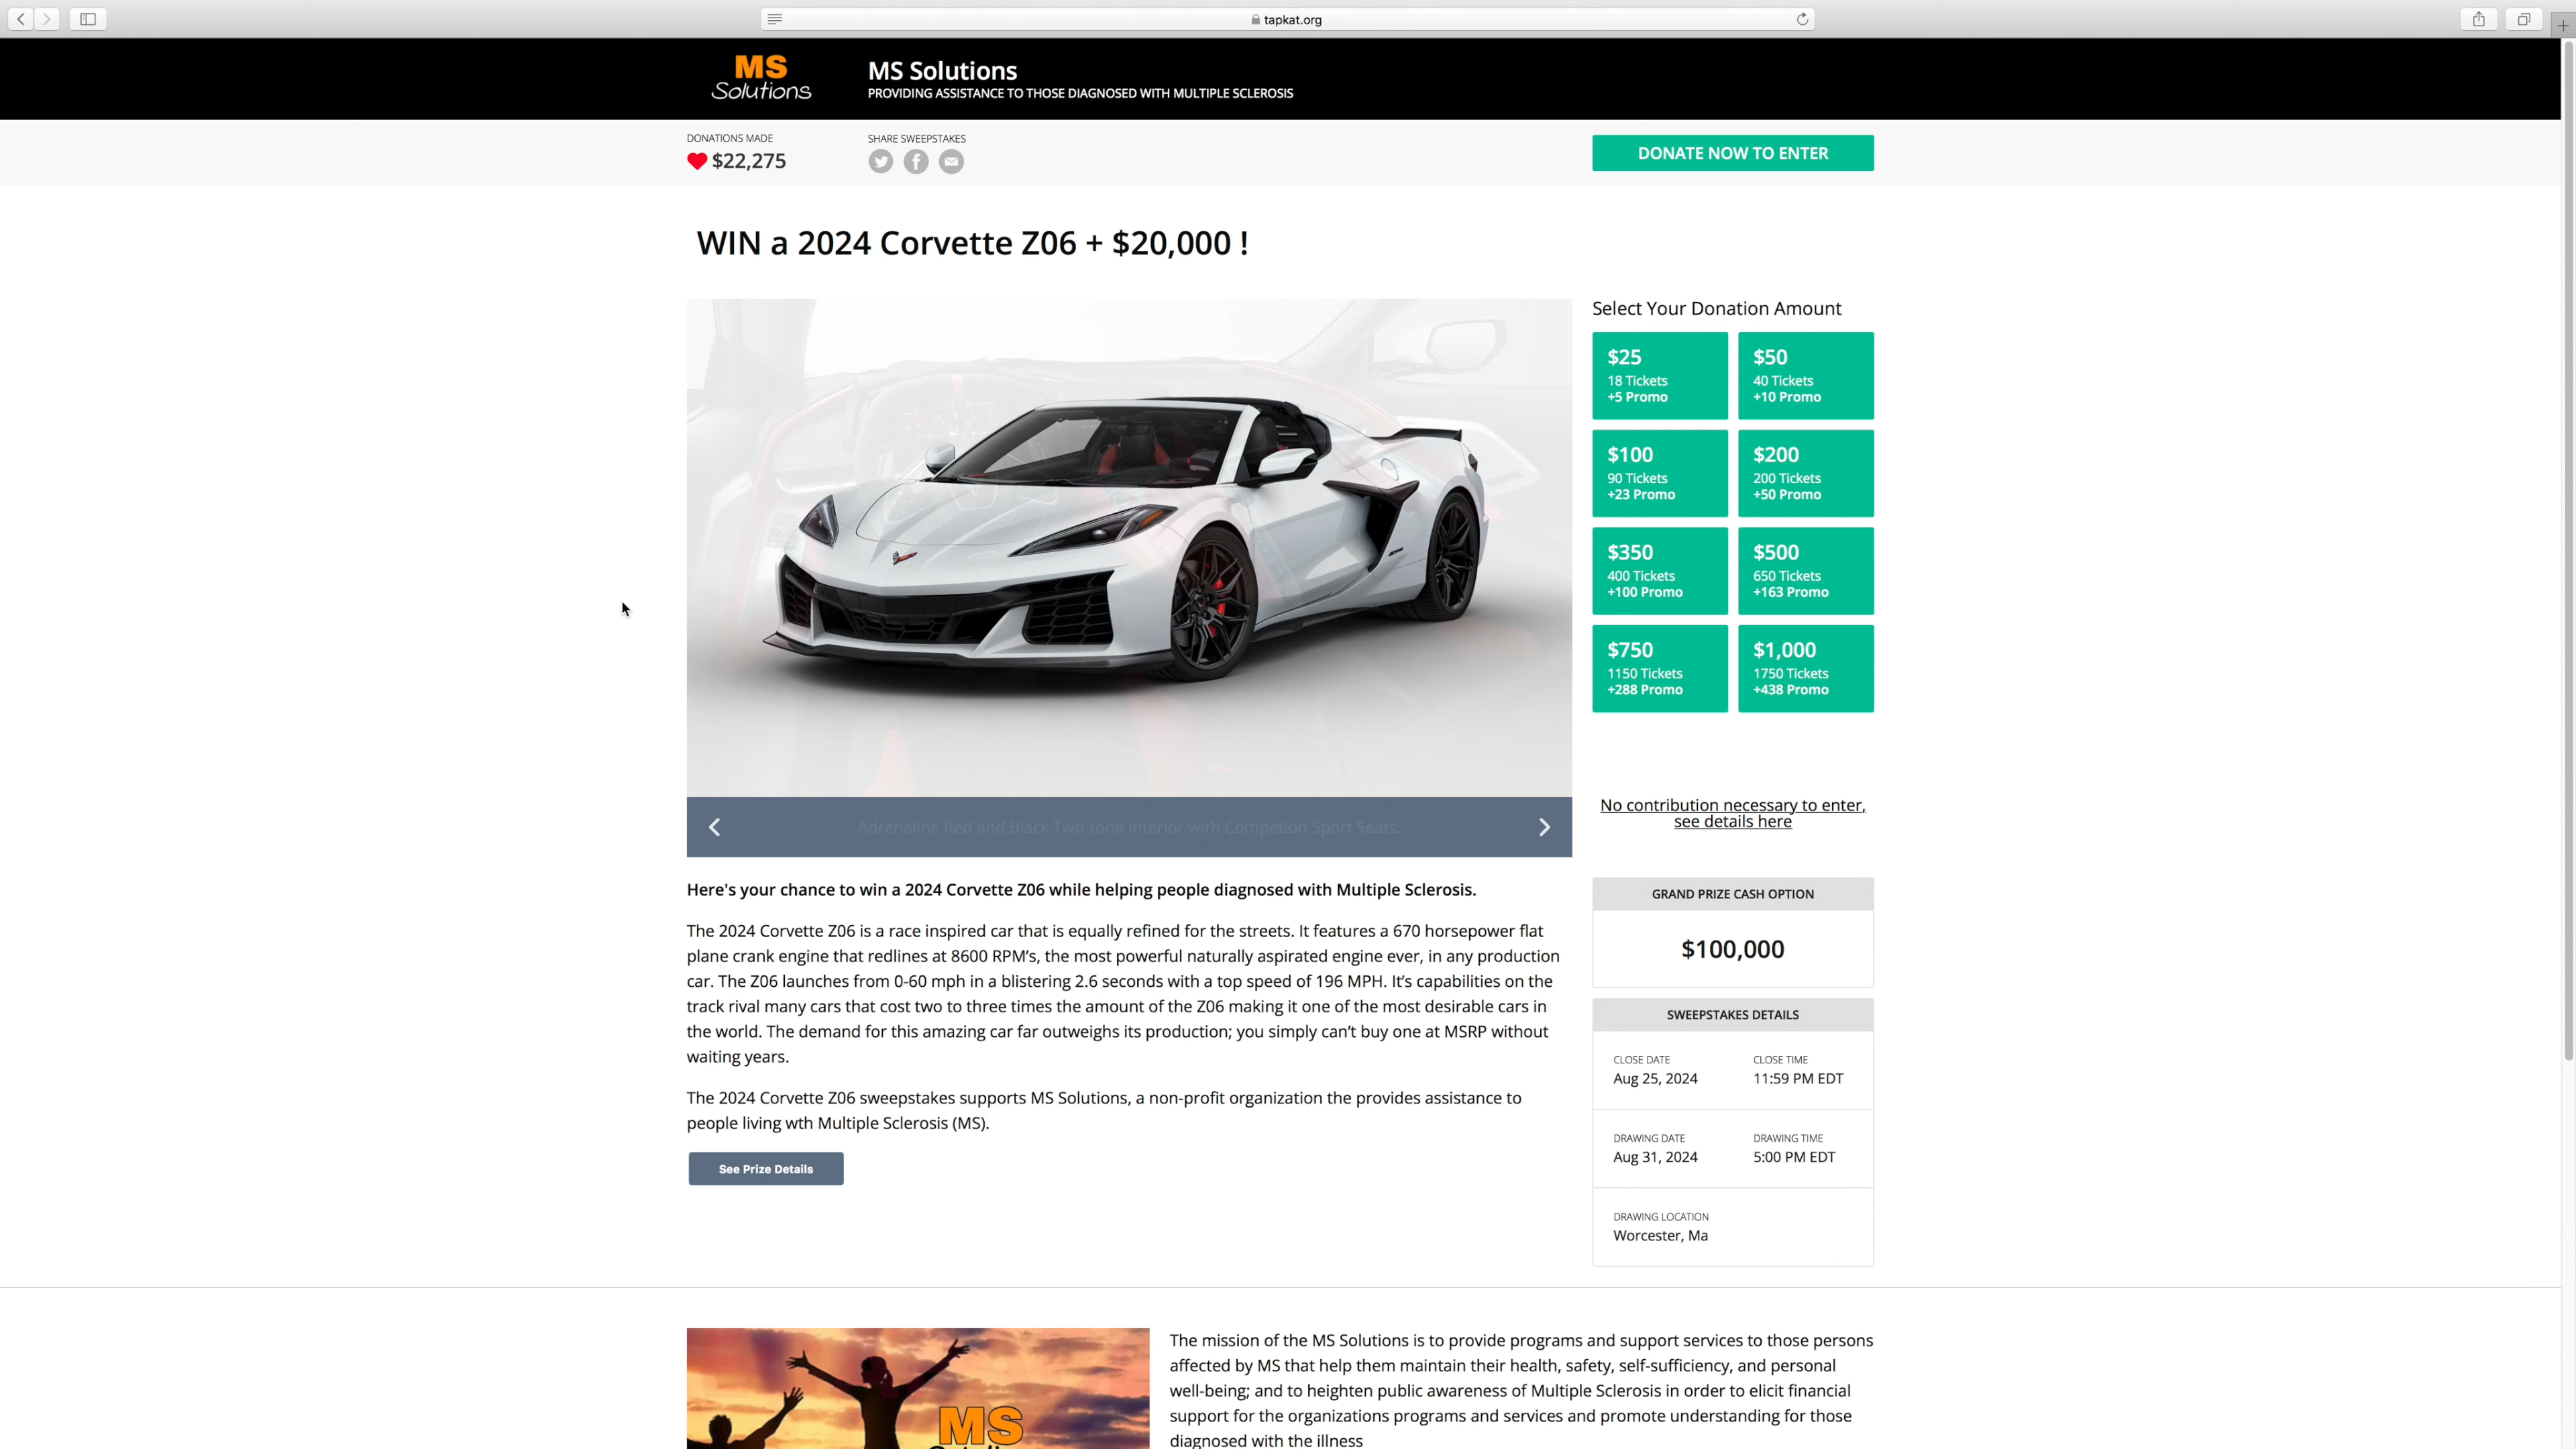 tapkat.org
MS
Solutions
MS Solutions
PROVIDING ASSISTANCE TO THOSE DIAGNOSED WITH MULTIPLE SCLEROSIS
DONATIONS MADE
$22,275
SHARE SWEEPSTAKES
DONATE NOW TO ENTER
WIN a 2024 Corvette Z06 + $20,000 !
Select Your Donation Amount
$25
18 Tickets
+5 Promo
$50
40 Tickets
+10 Promo
$100
90 Tickets
+23 Promo
$200
200 Tickets
+50 Promo
$350
400 Tickets
+100 Promo
$500
650 Tickets
+163 Promo
$750
1150 Tickets
+288 Promo
$1,000
1750 Tickets
+438 Promo
No contribution necessary to enter,
see details here
Adrenaline Red and Black Two-tone Interior with Competion Sport Seats.
Here's your chance to win a 2024 Corvette Z06 while helping people diagnosed with Multiple Sclerosis.
The 2024 Corvette Z06 is a race inspired car that is equally refined for the streets. It features a 670 horsepower flat
plane crank engine that redlines at 8600 RPM's, the most powerful naturally aspirated engine ever, in any production
car. The Z06 launches from 0-60 mph in a blistering 2.6 seconds with a top speed of 196 MPH. It's capabilities on the
track rival many cars that cost two to three times the amount of the Z06 making it one of the most desirable cars in
the world. The demand for this amazing car far outweighs its production; you simply can't buy one at MSRP without
waiting years.
The 2024 Corvette Z06 sweepstakes supports MS Solutions, a non-profit organization the provides assistance to
people living wth Multiple Sclerosis (MS).
See Prize Details
GRAND PRIZE CASH OPTION
$100,000
SWEEPSTAKES DETAILS
CLOSE DATE
Aug 25, 2024
CLOSE TIME
11:59 PM EDT
DRAWING DATE
Aug 31, 2024
DRAWING TIME
5:00 PM EDT
DRAWING LOCATION
Worcester, Ma
MS
The mission of the MS Solutions is to provide programs and support services to those persons
affected by MS that help them maintain their health, safety, self-sufficiency, and personal
well-being; and to heighten public awareness of Multiple Sclerosis in order to elicit financial
support for the organizations programs and services and promote understanding for those
diagnosed with the illness